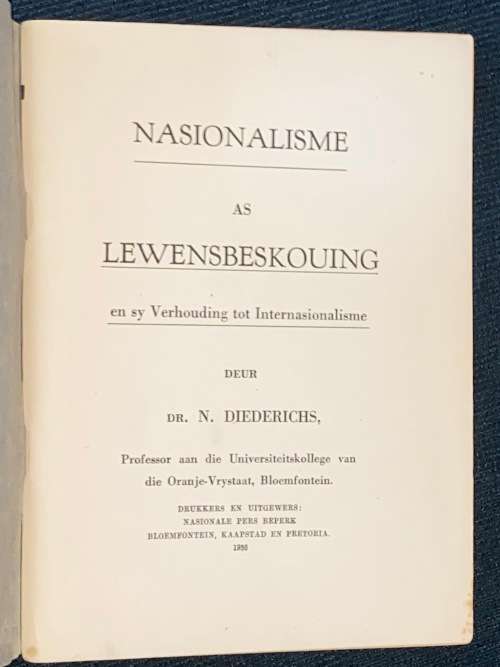 NASIONALISME
AS
LEWENSBESKOUING
en sy Verhouding tot Internasionalisme
DEUR
DR. N. DIEDERICHS,
Professor aan die Universiteitskollege van
die Oranje-Vrystaat, Bloemfontein.
DRUKKERS EN UITGEWERS:
NASIONALE PERS BEPERK
BLOEMFONTEIN, KAAPSTAD EN PRETORIA.
1936